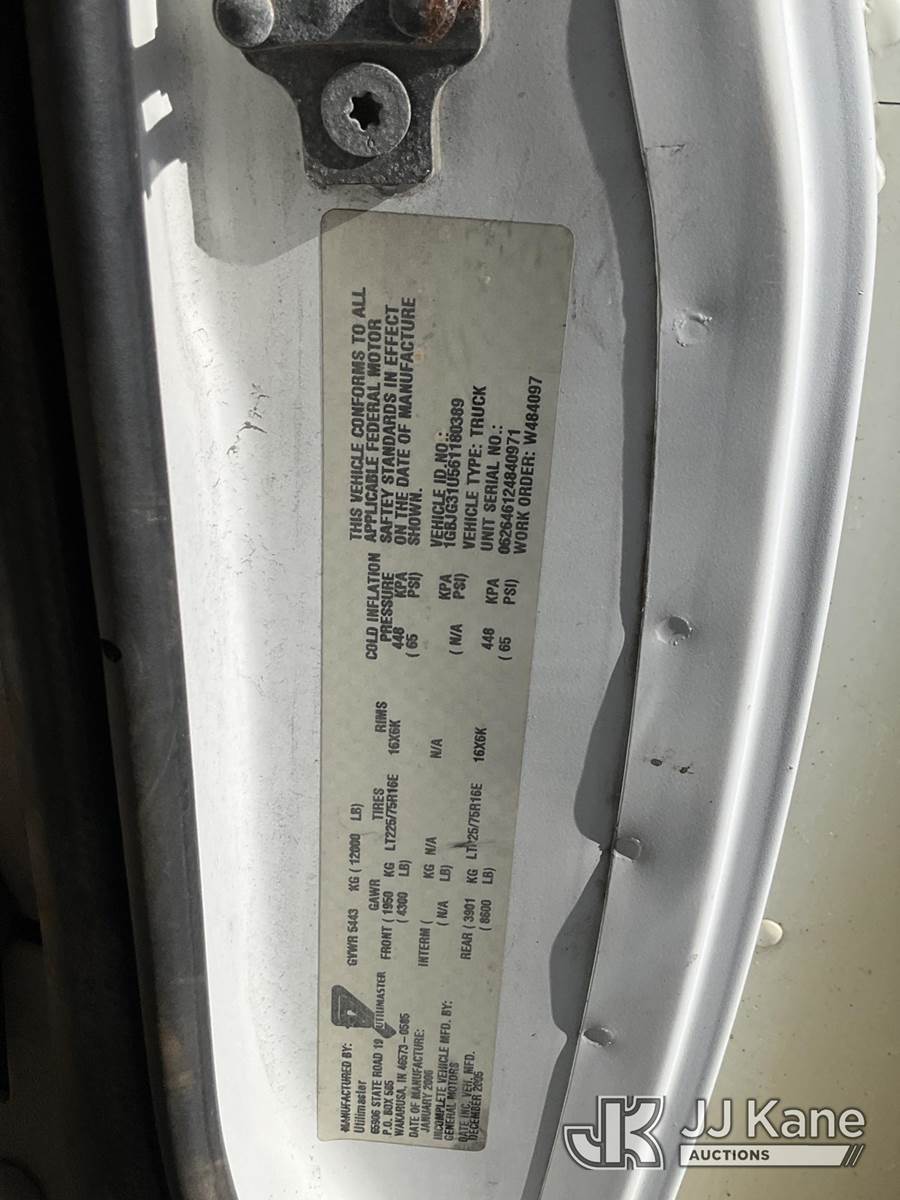 MANUFACTURED BY:
Utilimaster
65906 STATE ROAD 19
P.O. BOX 585
WAKARUSA, IN 46573-0585
DATE OF MANUFACTURE:
JANUARY 2006
INCOMPLETE VEHICLE MFD. BY:
GENERAL MOTORS
DATE INC. VEH. MFD.
DECEMBER 2005
UTILIMASTER
GVWR 5443 KG ( 12000 LB)
GAWR TIRES RIMS
FRONT ( 1950 KG LT225/75R16E 16X6K
( 4300 LB)
INTERM ( KG N/A N/A
( N/A LB)
REAR ( 3901 KG 16X6K
( 8600 LB)
COLD INFLATION
PRESSURE
448 KPA
( 65 PSI)
KPA
( N/A PSI)
448 KPA
( 65 PSI)
THIS VEHICLE CONFORMS TO ALL
APPLICABLE FEDERAL MOTOR
SAFTEY STANDARDS IN EFFECT
ON THE DATE OF MANUFACTURE
SHOWN.
VEHICLE ID.NO.:
1GBJG31U561180389
VEHICLE TYPE: TRUCK
UNIT SERIAL NO.:
062646124840971
WORK ORDER: W484097
JK JJ Kane
AUCTIONS